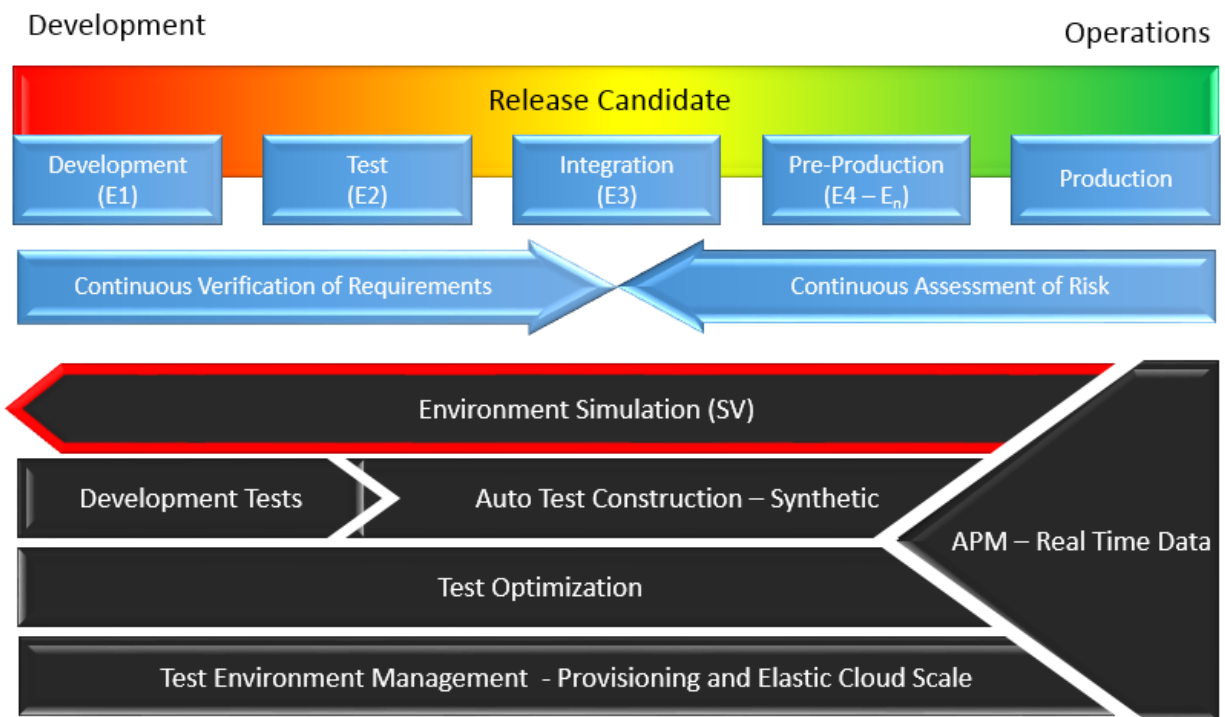 Development
Operations
Release Candidate
Development
(E1)
Test
(E2)
Integration
(E3)
Pre-Production
(E4 – Eₙ)
Production
Continuous Verification of Requirements
Continuous Assessment of Risk
Environment Simulation (SV)
Development Tests
Auto Test Construction – Synthetic
APM – Real Time Data
Test Optimization
Test Environment Management - Provisioning and Elastic Cloud Scale